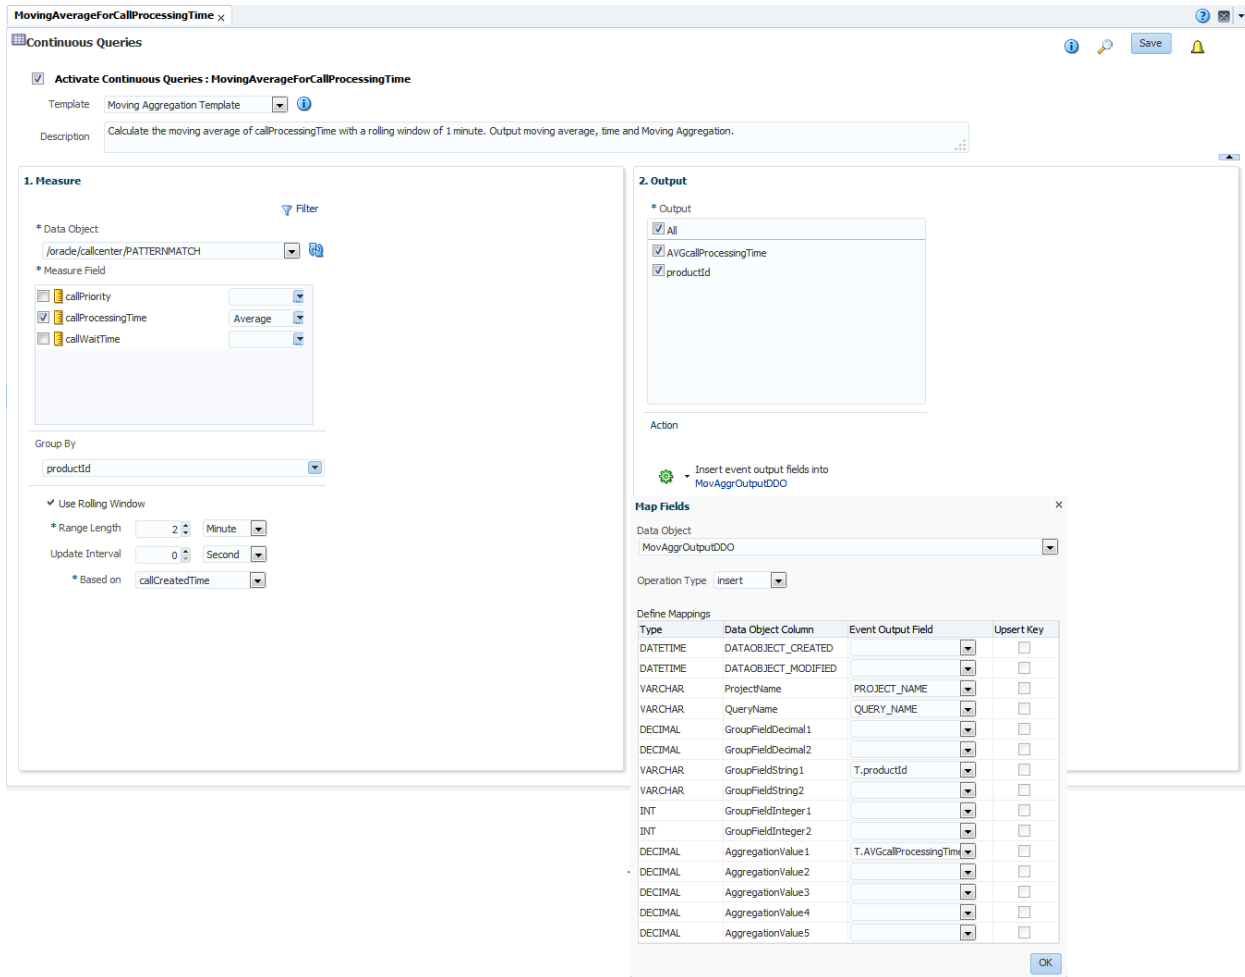 MovingAverageForCallProcessingTime
Continuous Queries
Save
Activate Continuous Queries : MovingAverageForCallProcessingTime
Template Moving Aggregation Template
Description Calculate the moving average of callProcessingTime with a rolling window of 1 minute. Output moving average, time and Moving Aggregation.
1. Measure
Filter
* Data Object
/oracle/callcenter/PATTERNMATCH
* Measure Field
callPriority
callProcessingTime Average
callWaitTime
Group By
productId
Use Rolling Window
* Range Length 2 Minute
Update Interval 0 Second
* Based on callCreatedTime
2. Output
* Output
All
AVGcallProcessingTime
productId
Action
Insert event output fields into
MovAggrOutputDDO
Map Fields
Data Object
MovAggrOutputDDO
Operation Type insert
Define Mappings
Type Data Object Column Event Output Field Upsert Key
DATETIME DATAOBJECT_CREATED
DATETIME DATAOBJECT_MODIFIED
VARCHAR ProjectName PROJECT_NAME
VARCHAR QueryName QUERY_NAME
DECIMAL GroupFieldDecimal1
DECIMAL GroupFieldDecimal2
VARCHAR GroupFieldString1 T.productId
VARCHAR GroupFieldString2
INT GroupFieldInteger1
INT GroupFieldInteger2
DECIMAL AggregationValue1 T.AVGcallProcessingTime
DECIMAL AggregationValue2
DECIMAL AggregationValue3
DECIMAL AggregationValue4
DECIMAL AggregationValue5
OK